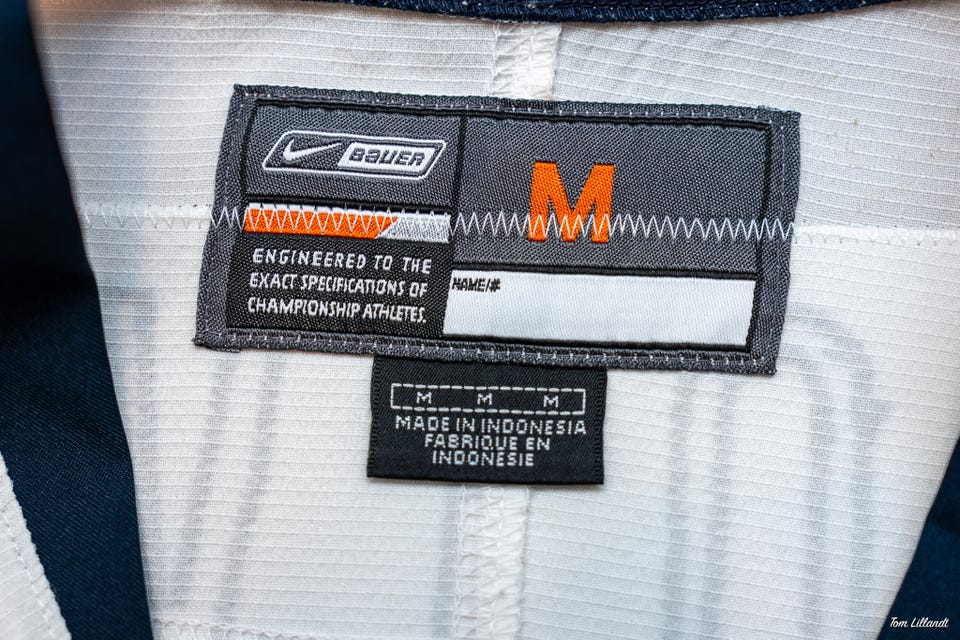 BAUER
M
ENGINEERED TO THE
EXACT SPECIFICATIONS OF
CHAMPIONSHIP ATHLETES.
NAME/#
M M M
MADE IN INDONESIA
FABRIQUE EN
INDONESIE
Tom Lillandt